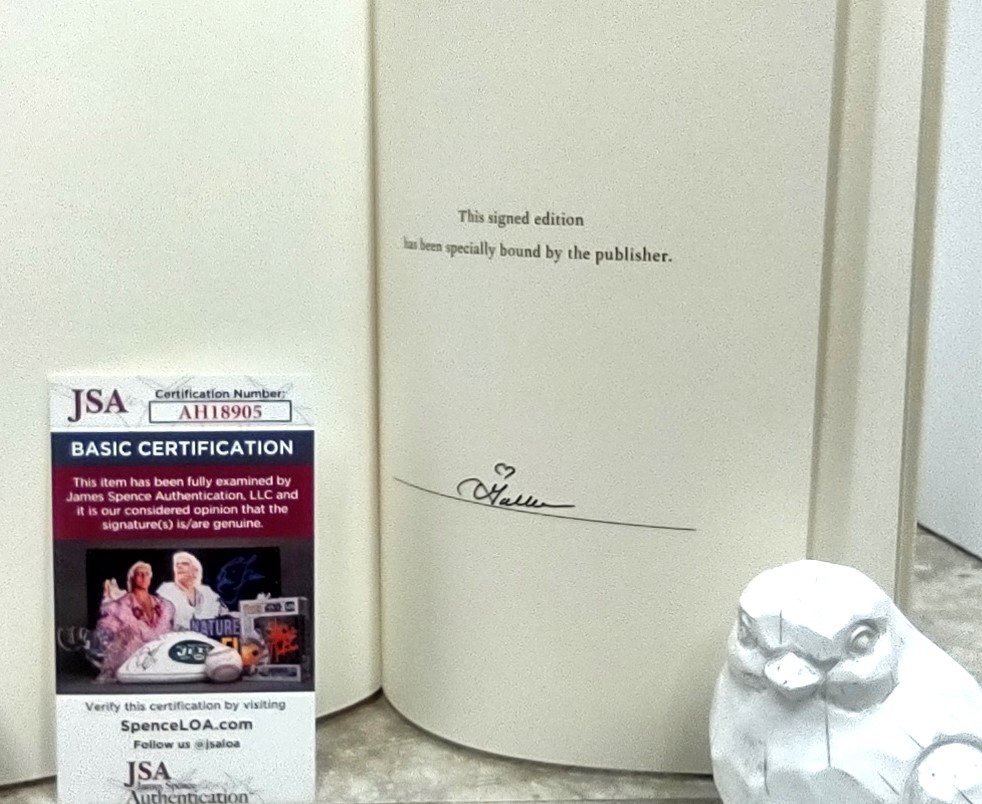 This signed edition
has been specially bound by the publisher.
JSA
Certification Number:
AH18905
BASIC CERTIFICATION
This item has been fully examined by
James Spence Authentication, LLC and
it is our considered opinion that the
signature(s) is/are genuine.
NATURE
JETS
Verify this certification by visiting
SpenceLOA.com
Follow us @jsaloa
JSA
Authentication